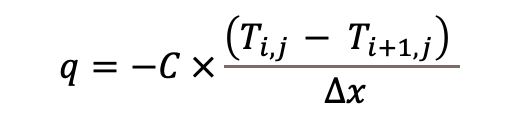 q = −C × (T_{i,j} − T_{i+1,j}) / Δx